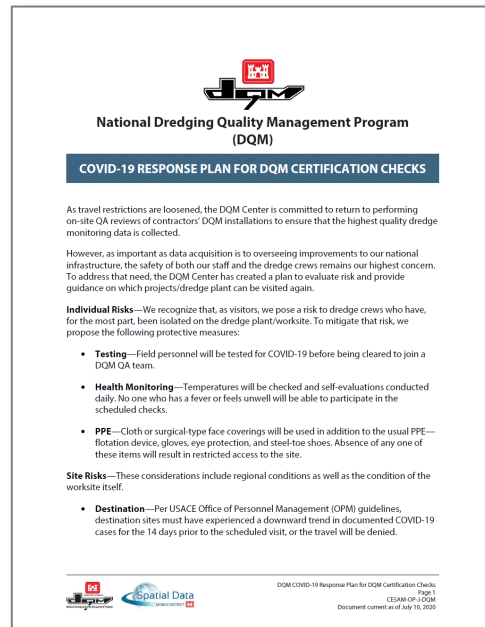 DQM
National Dredging Quality Management Program
(DQM)
COVID-19 RESPONSE PLAN FOR DQM CERTIFICATION CHECKS
As travel restrictions are loosened, the DQM Center is committed to return to performing
on-site QA reviews of contractors’ DQM installations to ensure that the highest quality dredge
monitoring data is collected.
However, as important as data acquisition is to overseeing improvements to our national
infrastructure, the safety of both our staff and the dredge crews remains our highest concern.
To address that need, the DQM Center has created a plan to evaluate risk and provide
guidance on which projects/dredge plant can be visited again.
Individual Risks—We recognize that, as visitors, we pose a risk to dredge crews who have,
for the most part, been isolated on the dredge plant/worksite. To mitigate that risk, we
propose the following protective measures:
• Testing—Field personnel will be tested for COVID-19 before being cleared to join a
DQM QA team.
• Health Monitoring—Temperatures will be checked and self-evaluations conducted
daily. No one who has a fever or feels unwell will be able to participate in the
scheduled checks.
• PPE—Cloth or surgical-type face coverings will be used in addition to the usual PPE—
flotation device, gloves, eye protection, and steel-toe shoes. Absence of any one of
these items will result in restricted access to the site.
Site Risks—These considerations include regional conditions as well as the condition of the
worksite itself.
• Destination—Per USACE Office of Personnel Management (OPM) guidelines,
destination sites must have experienced a downward trend in documented COVID-19
cases for the 14 days prior to the scheduled visit, or the travel will be denied.
DQM
Spatial Data
MOBILE DISTRICT
DQM COVID-19 Response Plan for DQM Certification Checks
Page 1
CESAM-OP-J-DQM
Document current as of July 10, 2020